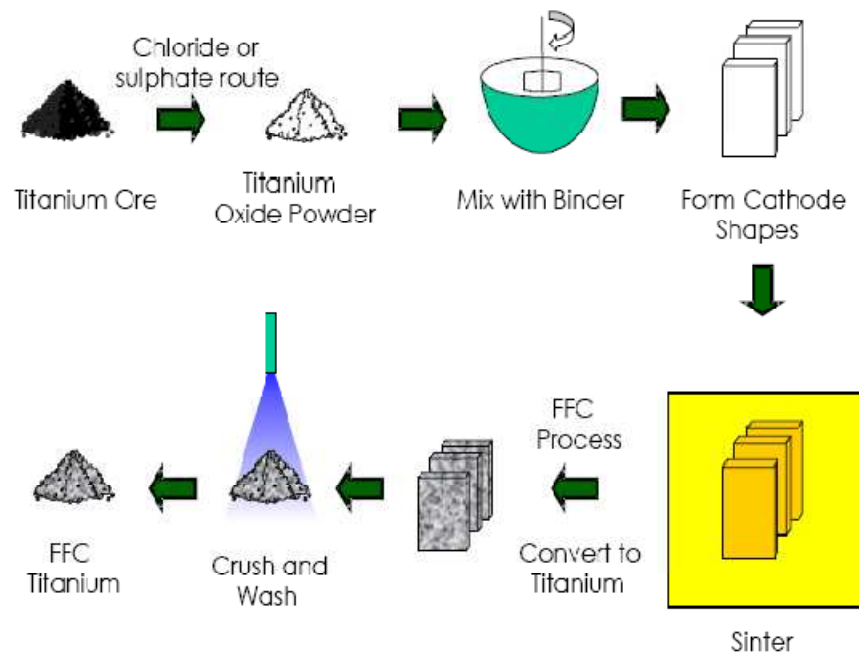 Chloride or
sulphate route
Titanium Ore
Titanium
Oxide Powder
Mix with Binder
Form Cathode
Shapes
FFC
Process
Convert to
Titanium
Sinter
Crush and
Wash
FFC
Titanium